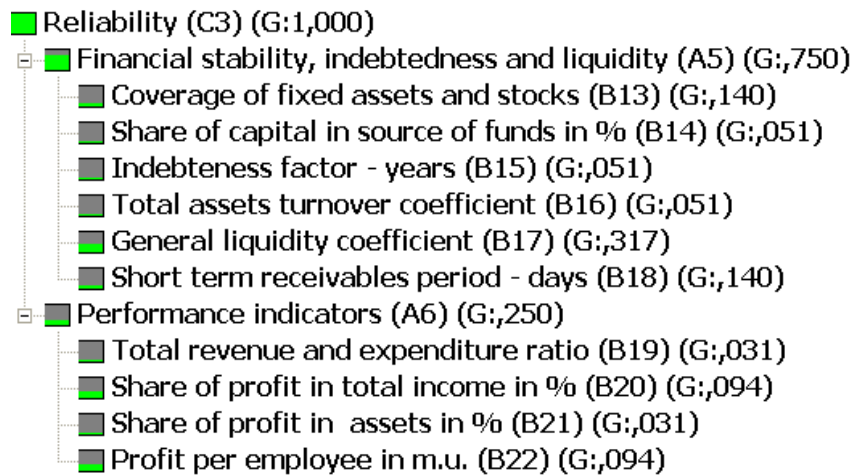 Reliability (C3) (G:1,000)
Financial stability, indebtedness and liquidity (A5) (G:,750)
Coverage of fixed assets and stocks (B13) (G:,140)
Share of capital in source of funds in % (B14) (G:,051)
Indebteness factor - years (B15) (G:,051)
Total assets turnover coefficient (B16) (G:,051)
General liquidity coefficient (B17) (G:,317)
Short term receivables period - days (B18) (G:,140)
Performance indicators (A6) (G:,250)
Total revenue and expenditure ratio (B19) (G:,031)
Share of profit in total income in % (B20) (G:,094)
Share of profit in  assets in % (B21) (G:,031)
Profit per employee in m.u. (B22) (G:,094)